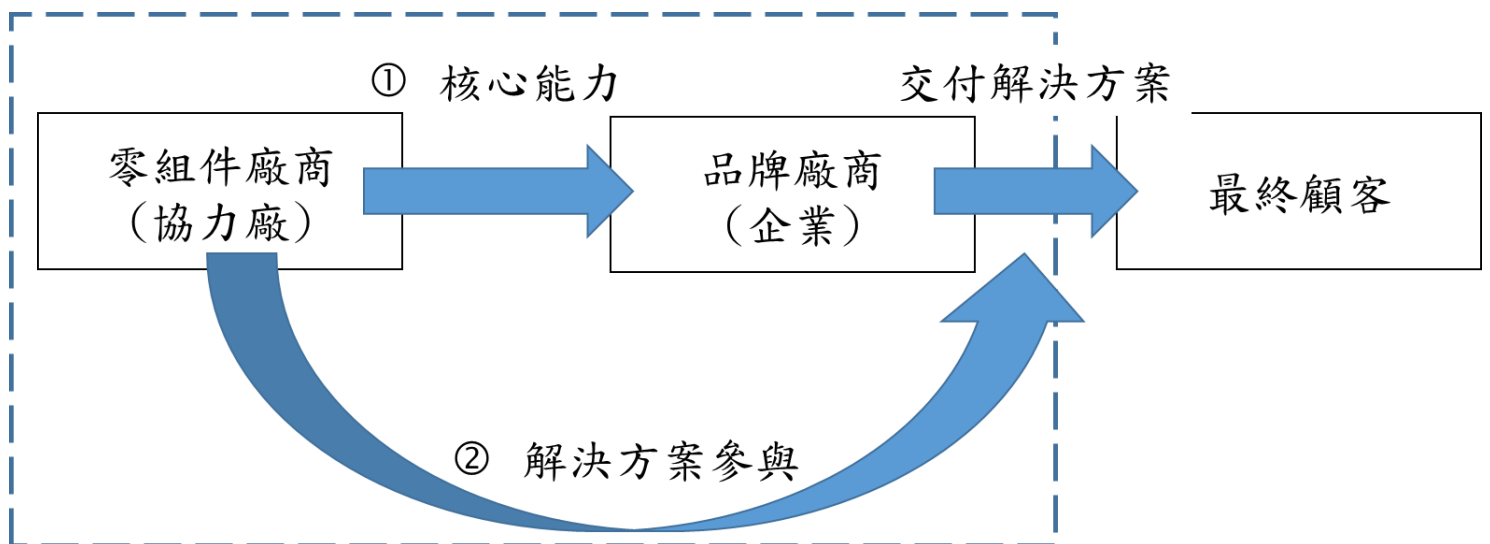 ① 核心能力
交付解決方案
零組件廠商
（協力廠）
品牌廠商
（企業）
最終顧客
② 解決方案參與